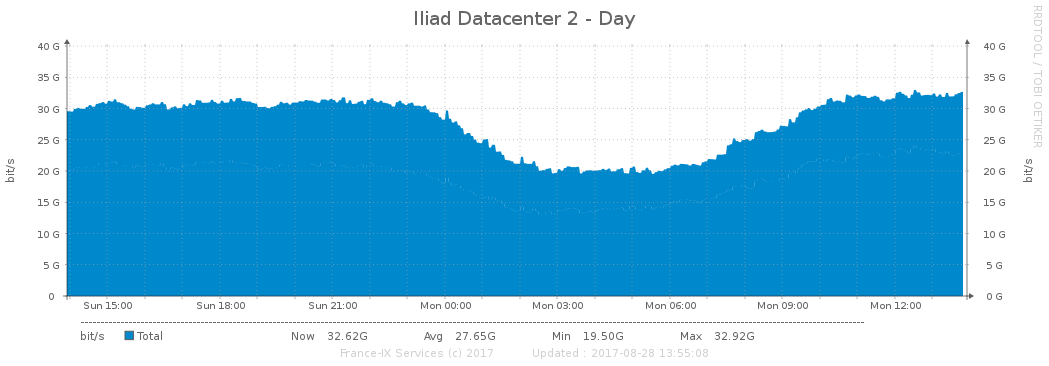 Iliad Datacenter 2 - Day
RRDTOOL / TOBI OETIKER
40 G 40 G
35 G 35 G
30 G 30 G
25 G 25 G
20 G 20 G
15 G 15 G
10 G 10 G
5 G 5 G
0 0 G
bit/s
bit/s
Sun 15:00 Sun 18:00 Sun 21:00 Mon 00:00 Mon 03:00 Mon 06:00 Mon 09:00 Mon 12:00
bit/s Total Now 32.62G Avg 27.65G Min 19.50G Max 32.92G
France-IX Services (c) 2017 Updated : 2017-08-28 13:55:08